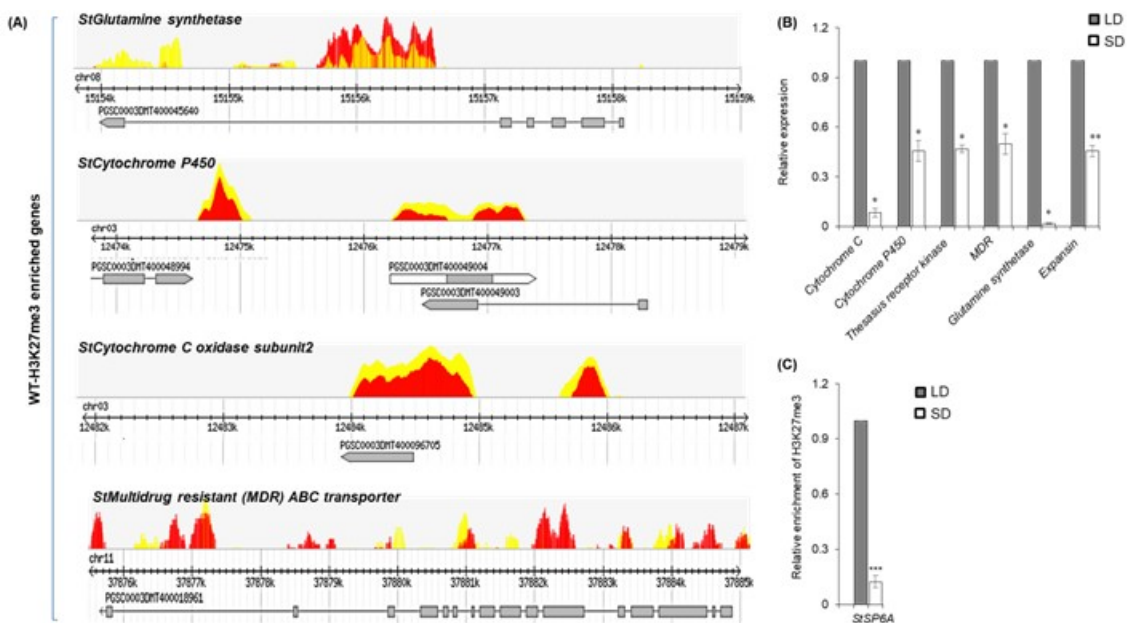 (A)
WT-H3K27me3 enriched genes
StGlutamine synthetase
chr08
15154k 15155k 15156k 15157k 15158k 15159k
PGSC0003DMT400045640
StCytochrome P450
chr03
12474k 12475k 12476k 12477k 12478k 12479k
PGSC0003DMT400048994 PGSC0003DMT400049004
PGSC0003DMT400049003
StCytochrome C oxidase subunit2
chr03
12482k 12483k 12484k 12485k 12486k 12487k
PGSC0003DMT400096705
StMultidrug resistant (MDR) ABC transporter
chr11
37876k 37877k 37878k 37879k 37880k 37881k 37882k 37883k 37884k 37885k
PGSC0003DMT400018961
(B)
LD
SD
Relative expression
1.2
0.9
0.6
0.3
0
* * * * * **
Cytochrome C
Cytochrome P450
Thesasus receptor kinase
MDR
Glutamine synthetase
Expansin
(C)
LD
SD
Relative enrichment of H3K27me3
1.2
0.9
0.6
0.3
0
***
StSP6A